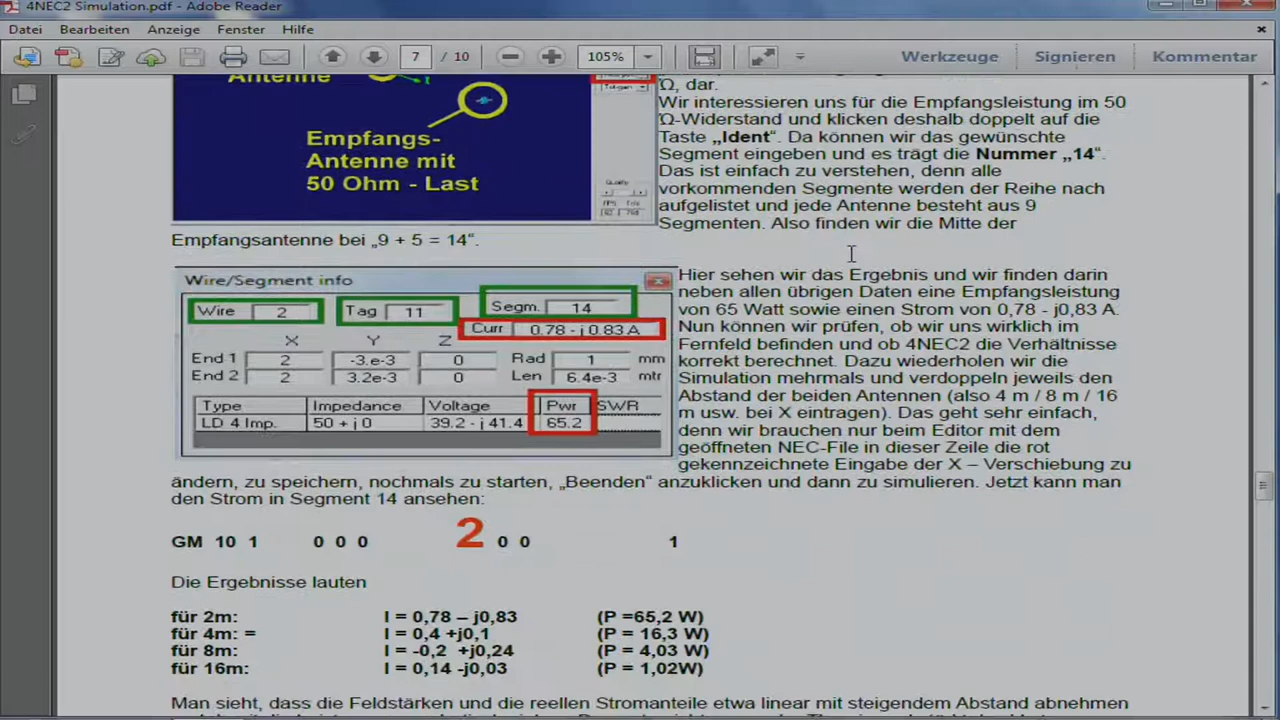 4NEC2 Simulation.pdf - Adobe Reader
Datei Bearbeiten Anzeige Fenster Hilfe
7 / 10 105% Werkzeuge Signieren Kommentar
Antenne
Empfangs-
Antenne mit
50 Ohm - Last
Ω, dar.
Wir interessieren uns für die Empfangsleistung im 50
Ω-Widerstand und klicken deshalb doppelt auf die
Taste „Ident“. Da können wir das gewünschte
Segment eingeben und es trägt die Nummer „14“.
Das ist einfach zu verstehen, denn alle
vorkommenden Segmente werden der Reihe nach
aufgelistet und jede Antenne besteht aus 9
Segmenten. Also finden wir die Mitte der
Empfangsantenne bei „9 + 5 = 14“.
Wire/Segment info
Wire 2 Tag 11 Segm. 14
Curr 0.78 - j 0.83 A
X Y Z
End 1 2 -3.e-3 0 Rad 1 mm
End 2 2 3.2e-3 0 Len 6.4e-3 mtr
Type Impedance Voltage Pwr SWR
LD 4 Imp. 50 + j 0 39.2 - j 41.4 65.2
Hier sehen wir das Ergebnis und wir finden darin
neben allen übrigen Daten eine Empfangsleistung
von 65 Watt sowie einen Strom von 0,78 - j0,83 A.
Nun können wir prüfen, ob wir uns wirklich im
Fernfeld befinden und ob 4NEC2 die Verhältnisse
korrekt berechnet. Dazu wiederholen wir die
Simulation mehrmals und verdoppeln jeweils den
Abstand der beiden Antennen (also 4 m / 8 m / 16
m usw. bei X eintragen). Das geht sehr einfach,
denn wir brauchen nur beim Editor mit dem
geöffneten NEC-File in dieser Zeile die rot
gekennzeichnete Eingabe der X – Verschiebung zu
ändern, zu speichern, nochmals zu starten, „Beenden“ anzuklicken und dann zu simulieren. Jetzt kann man
den Strom in Segment 14 ansehen:
GM 10 1 0 0 0 2 0 0 1
Die Ergebnisse lauten
für 2m: I = 0,78 – j0,83 (P =65,2 W)
für 4m: = I = 0,4 +j0,1 (P = 16,3 W)
für 8m: I = -0,2 +j0,24 (P = 4,03 W)
für 16m: I = 0,14 -j0,03 (P = 1,02W)
Man sieht, dass die Feldstärken und die reellen Stromanteile etwa linear mit steigendem Abstand abnehmen